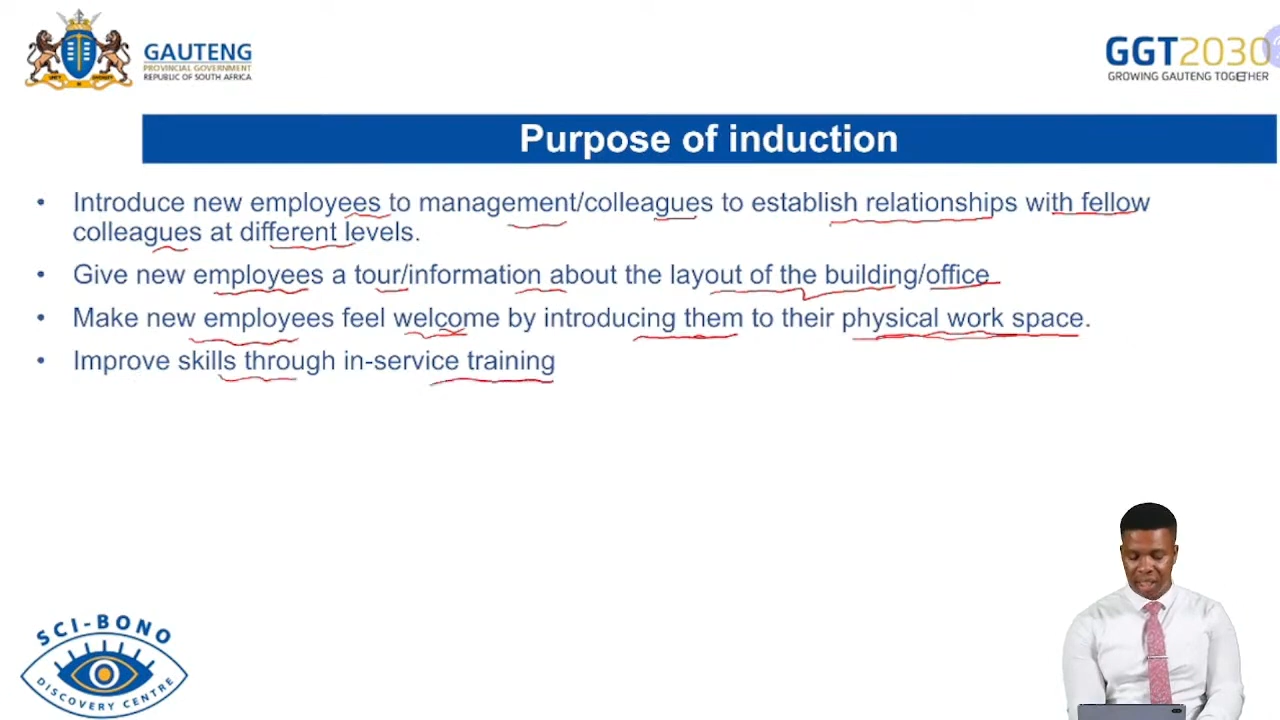 GAUTENG
PROVINCIAL GOVERNMENT
REPUBLIC OF SOUTH AFRICA
GGT2030
GROWING GAUTENG TOGETHER
Purpose of induction
• Introduce new employees to management/colleagues to establish relationships with fellow
colleagues at different levels.
• Give new employees a tour/information about the layout of the building/office
• Make new employees feel welcome by introducing them to their physical work space.
• Improve skills through in-service training
SCI-BONO
DISCOVERY CENTRE